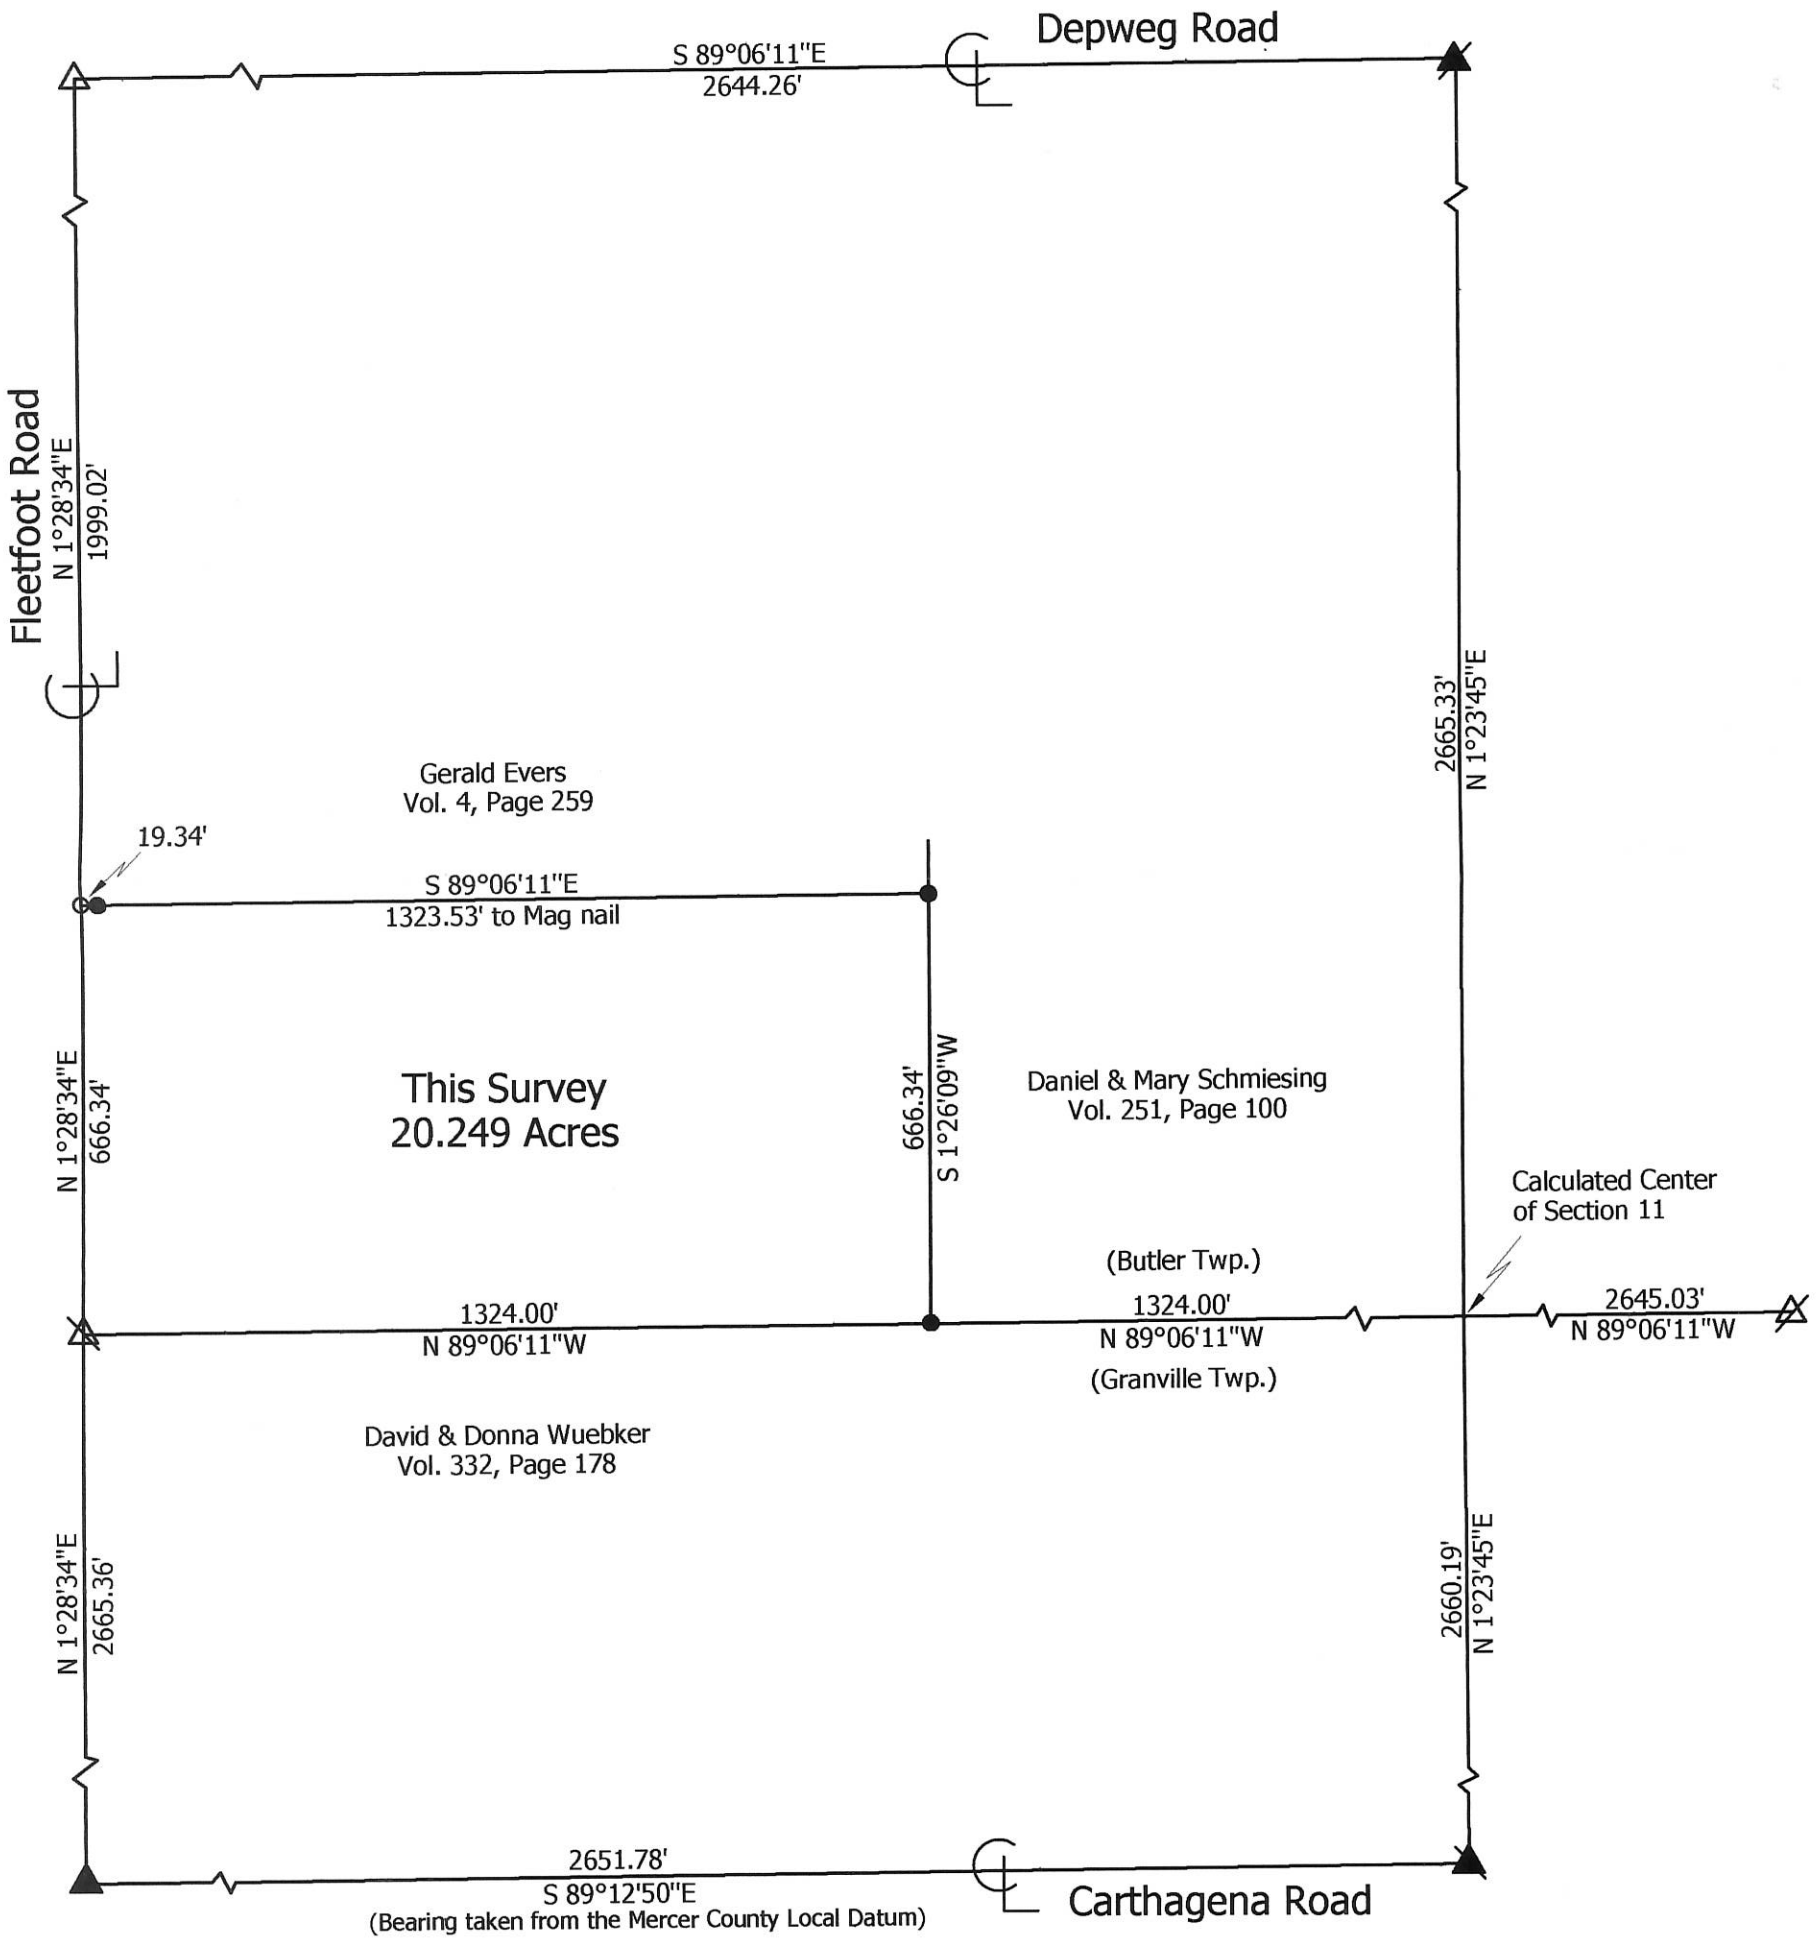 Depweg Road
S 89°06'11"E
2644.26'
Fleetfoot Road
N 1°28'34"E
1999.02'
2665.33'
N 1°23'45"E
Gerald Evers
Vol. 4, Page 259
19.34'
S 89°06'11"E
1323.53' to Mag nail
N 1°28'34"E
666.34'
This Survey
20.249 Acres
666.34'
S 1°26'09"W
Daniel & Mary Schmiesing
Vol. 251, Page 100
Calculated Center
of Section 11
(Butler Twp.)
1324.00'
N 89°06'11"W
1324.00'
N 89°06'11"W
(Granville Twp.)
2645.03'
N 89°06'11"W
David & Donna Wuebker
Vol. 332, Page 178
N 1°28'34"E
2665.36'
2660.19'
N 1°23'45"E
2651.78'
S 89°12'50"E
(Bearing taken from the Mercer County Local Datum)
Carthagena Road